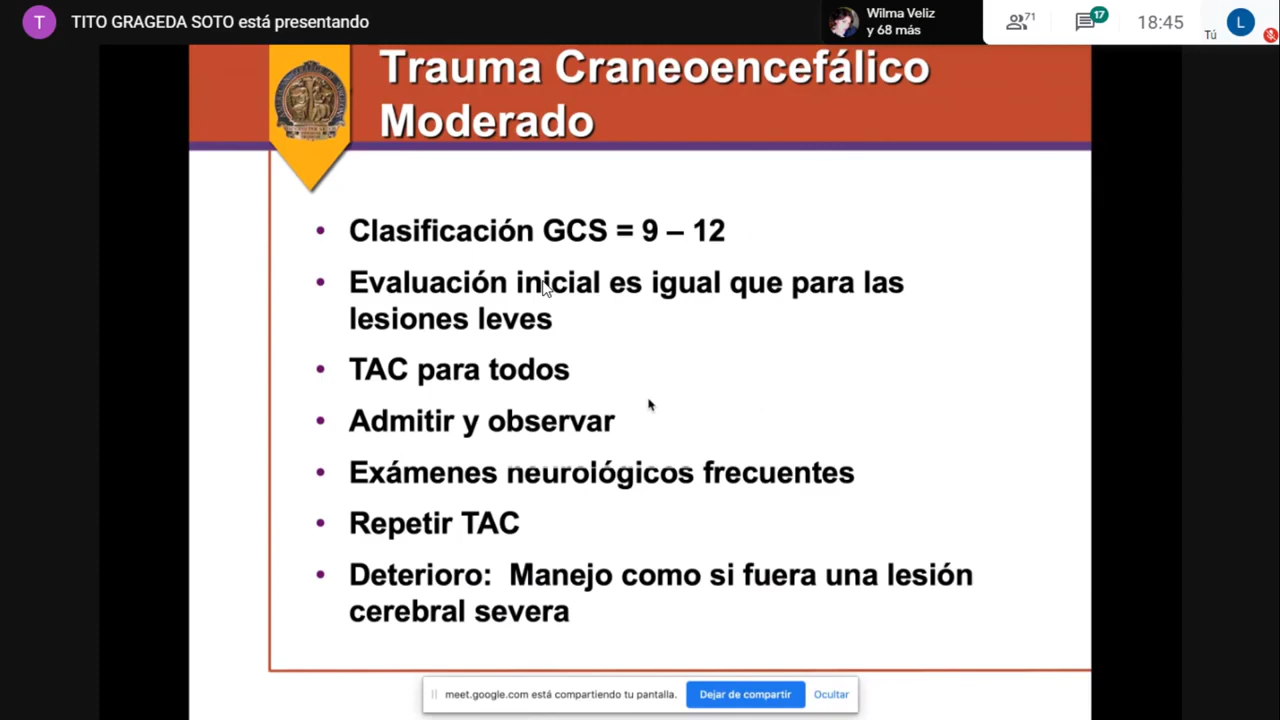 T TITO GRAGEDA SOTO está presentando
Wilma Veliz
y 68 más
71
17
18:45
Tú
L
Trauma Craneoencefálico
Moderado
• Clasificación GCS = 9 – 12
• Evaluación inicial es igual que para las
lesiones leves
• TAC para todos
• Admitir y observar
• Exámenes neurológicos frecuentes
• Repetir TAC
• Deterioro: Manejo como si fuera una lesión
cerebral severa
meet.google.com está compartiendo tu pantalla. Dejar de compartir Ocultar